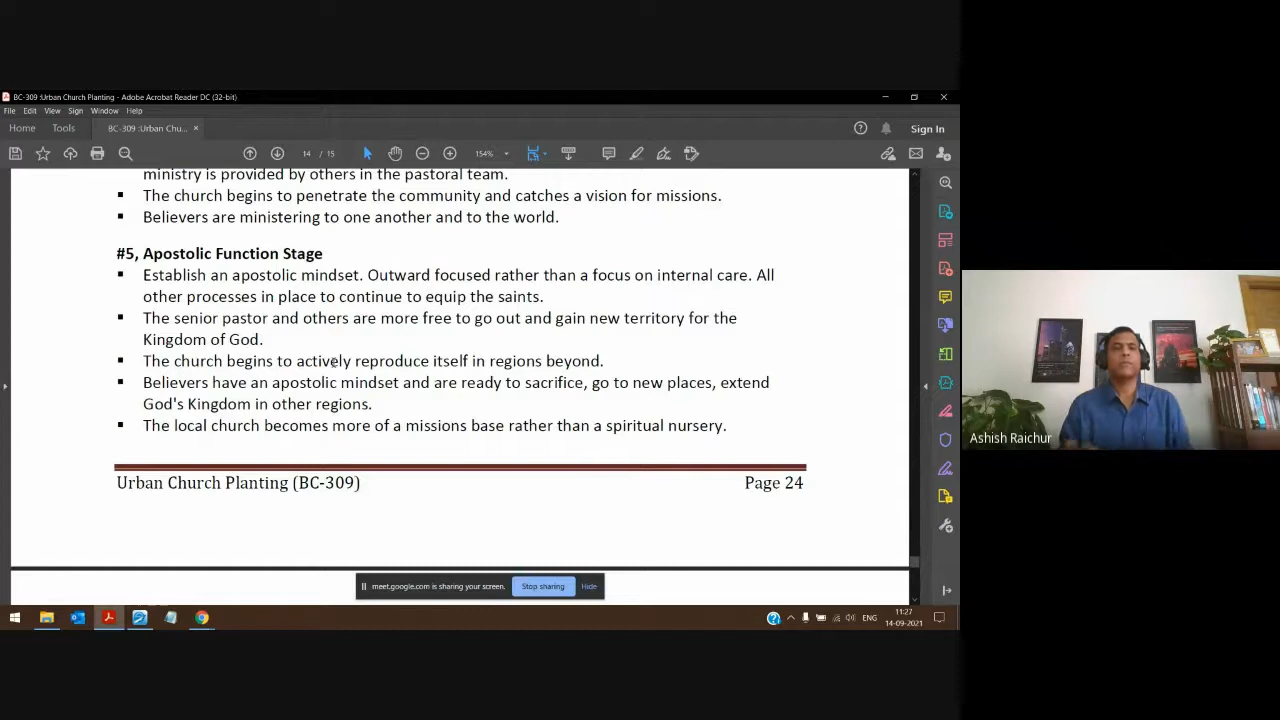 BC-309 :Urban Church Planting - Adobe Acrobat Reader DC (32-bit)
File Edit View Sign Window Help
Home Tools BC-309 :Urban Chu... × Sign In
14 / 15 154%
ministry is provided by others in the pastoral team.
▪ The church begins to penetrate the community and catches a vision for missions.
▪ Believers are ministering to one another and to the world.
#5, Apostolic Function Stage
▪ Establish an apostolic mindset. Outward focused rather than a focus on internal care. All
other processes in place to continue to equip the saints.
▪ The senior pastor and others are more free to go out and gain new territory for the
Kingdom of God.
▪ The church begins to actively reproduce itself in regions beyond.
▪ Believers have an apostolic mindset and are ready to sacrifice, go to new places, extend
God's Kingdom in other regions.
▪ The local church becomes more of a missions base rather than a spiritual nursery.
Urban Church Planting (BC-309) Page 24
meet.google.com is sharing your screen. Stop sharing Hide
ENG 11:27
14-09-2021
Ashish Raichur